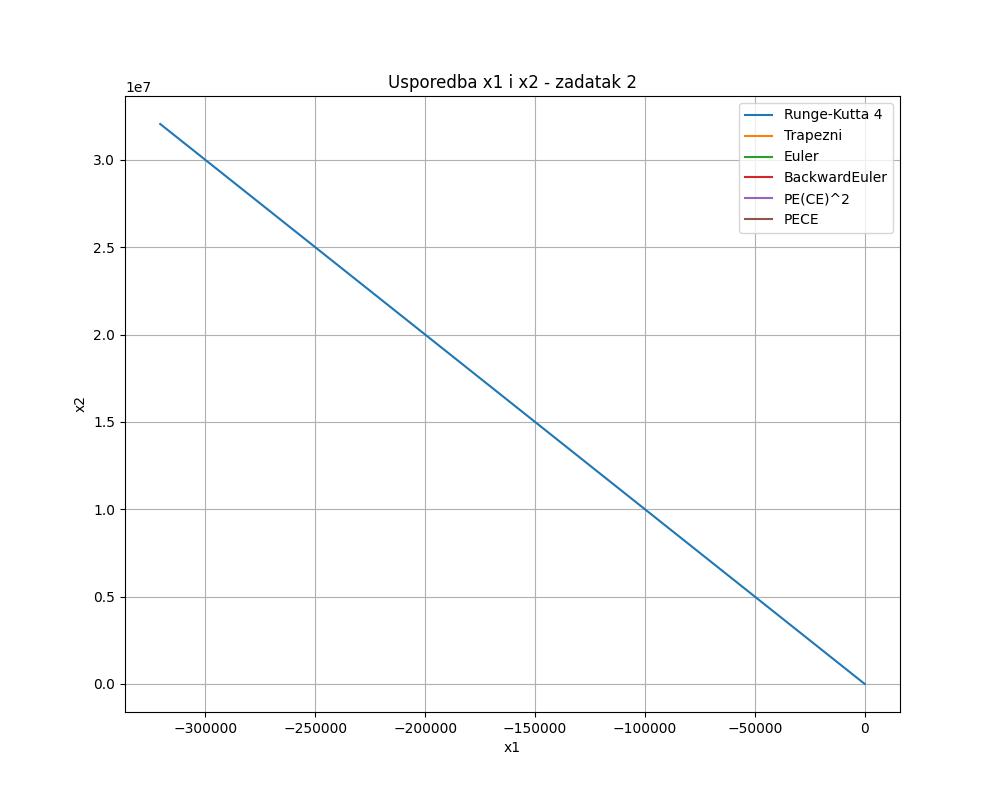 Usporedba x1 i x2 - zadatak 2
1e7
Runge-Kutta 4
Trapezni
Euler
BackwardEuler
PE(CE)^2
PECE
3.0
2.5
2.0
1.5
1.0
0.5
0.0
x2
−300000 −250000 −200000 −150000 −100000 −50000 0
x1